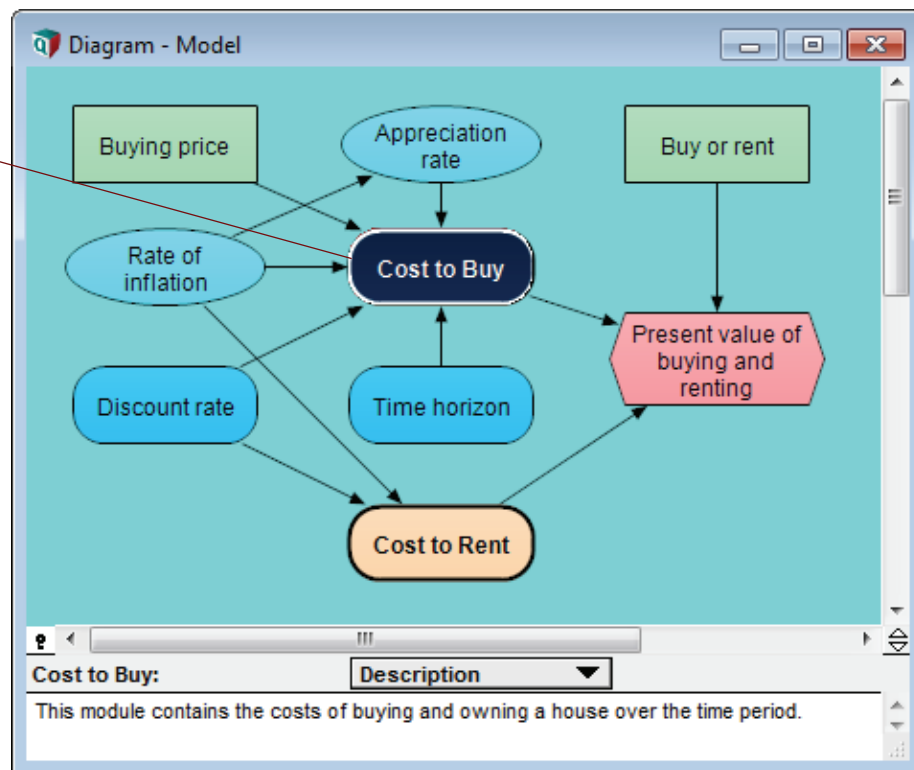 Diagram - Model
Buying price
Appreciation
rate
Buy or rent
Rate of
inflation
Cost to Buy
Present value of
buying and
renting
Discount rate
Time horizon
Cost to Rent
Cost to Buy:
Description
This module contains the costs of buying and owning a house over the time period.